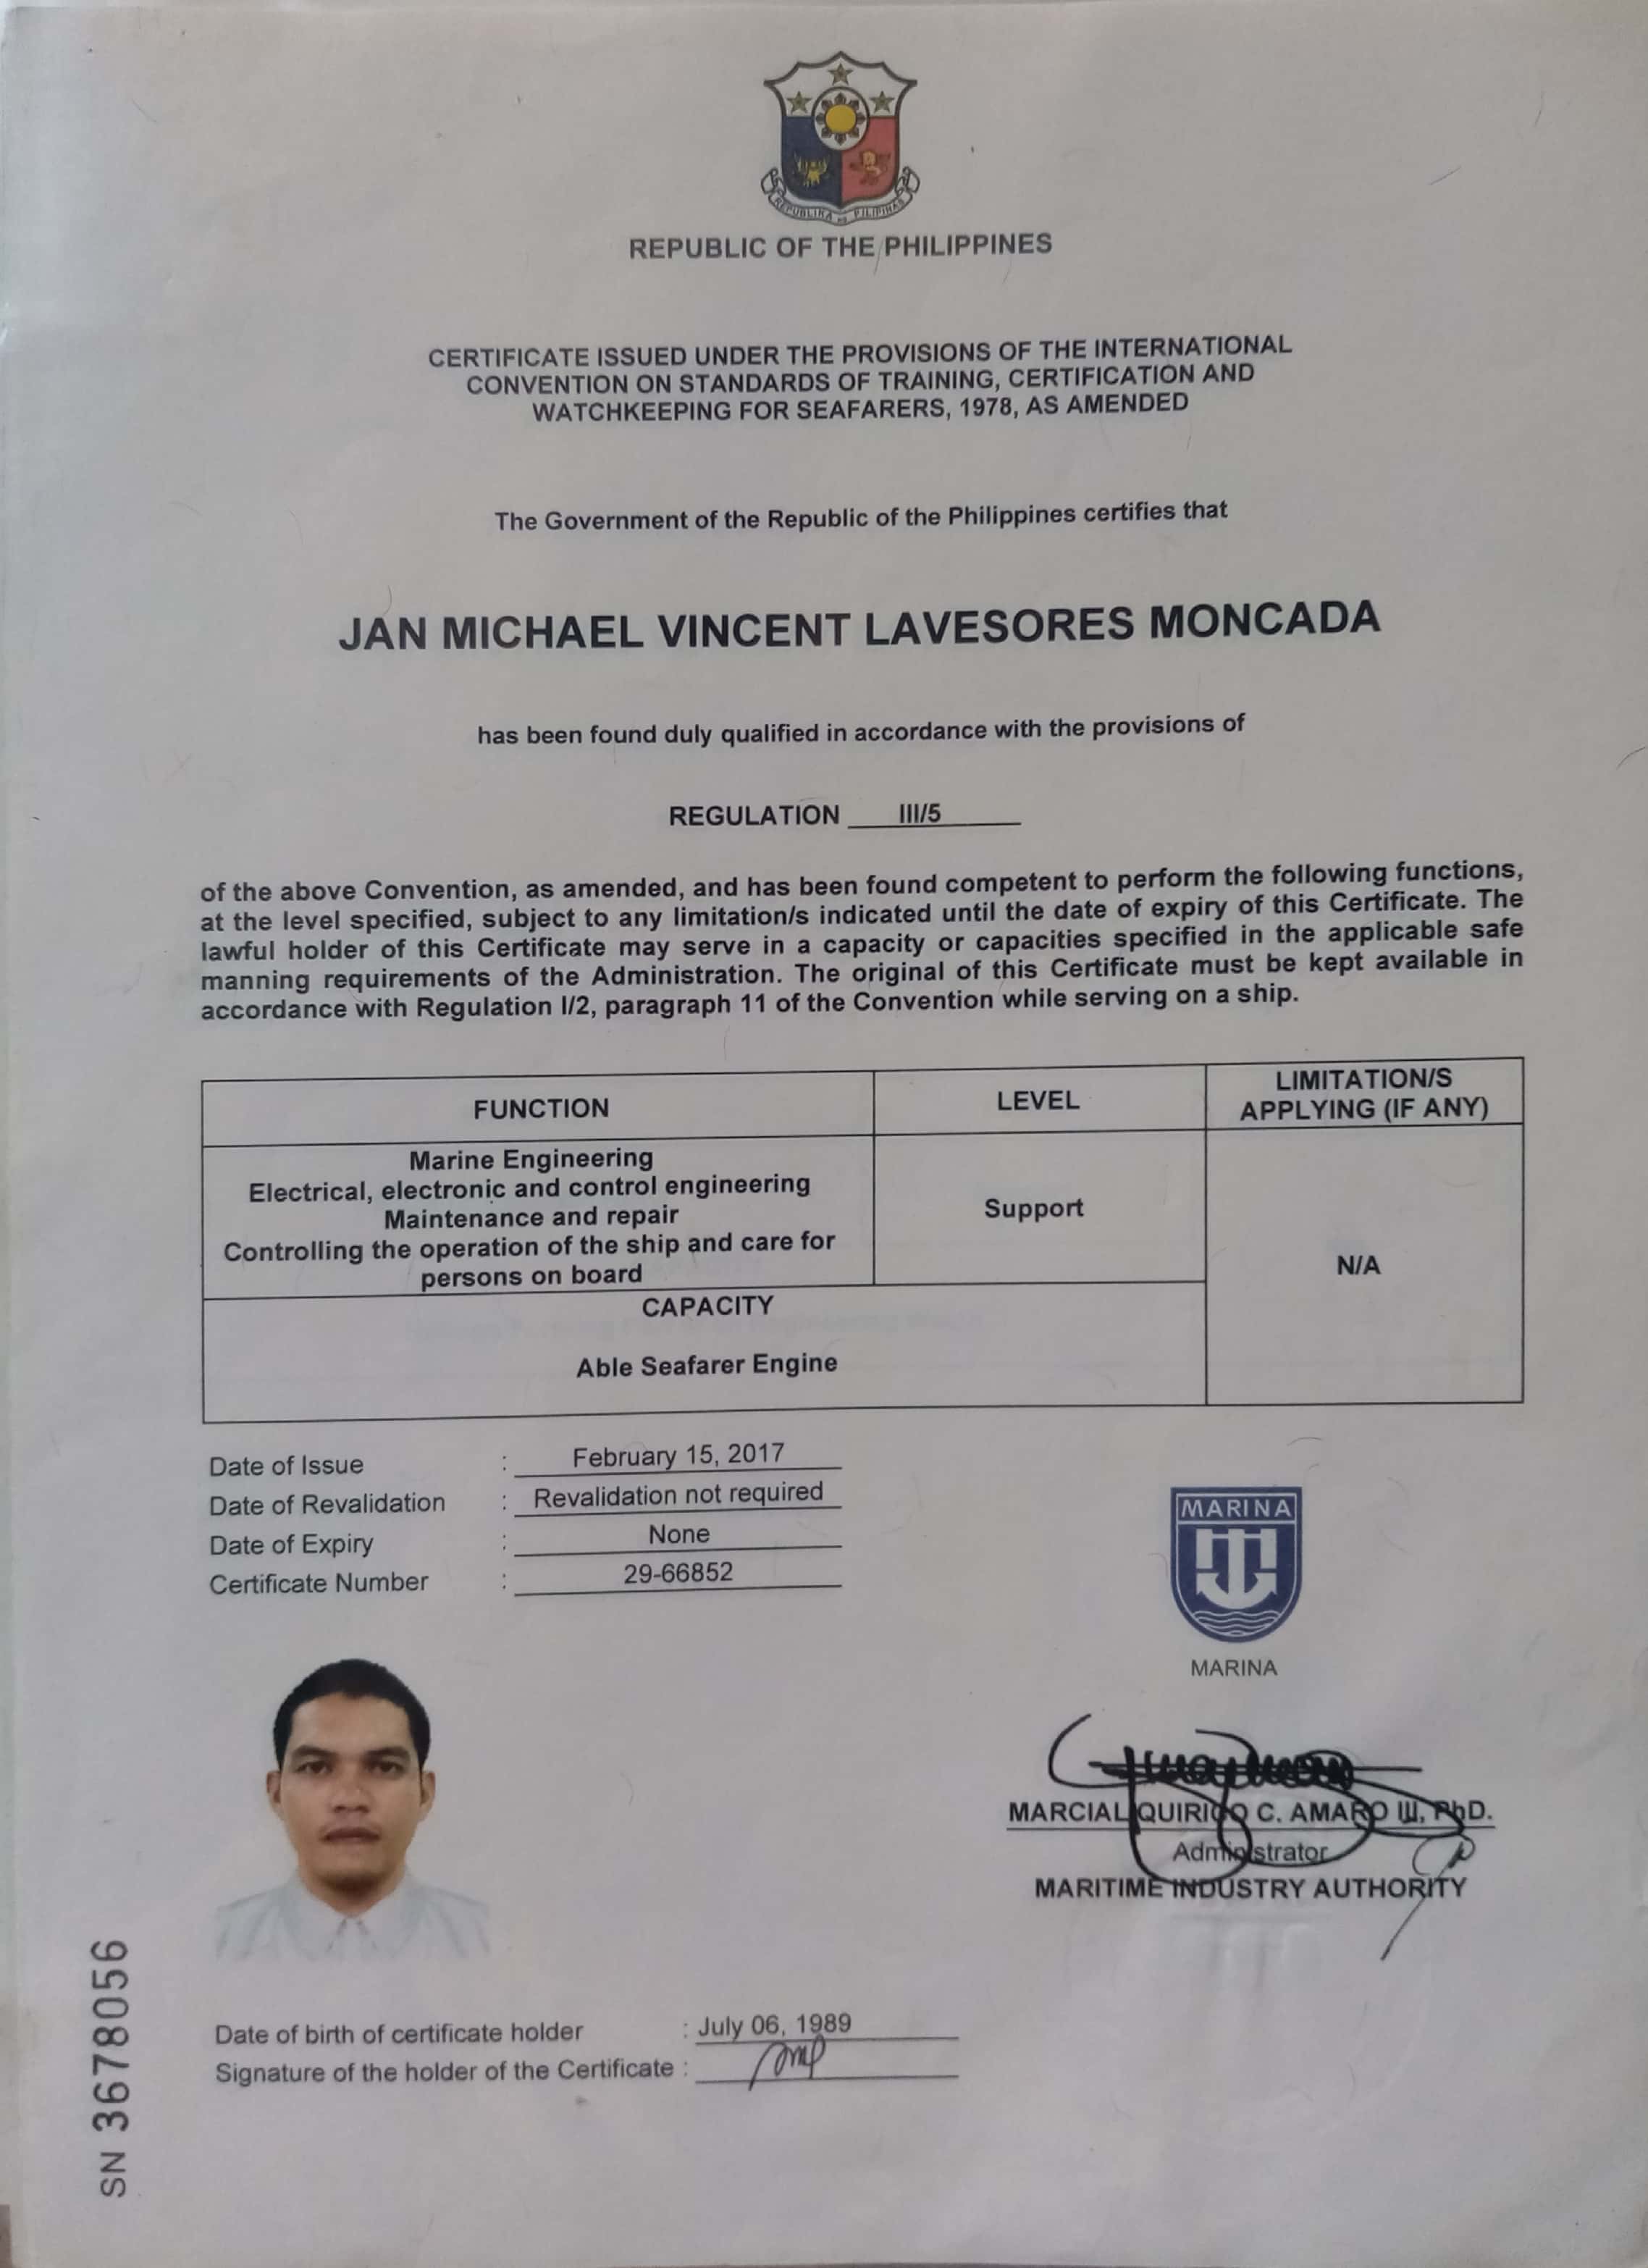 REPUBLIKA NG PILIPINAS
REPUBLIC OF THE PHILIPPINES
CERTIFICATE ISSUED UNDER THE PROVISIONS OF THE INTERNATIONAL
CONVENTION ON STANDARDS OF TRAINING, CERTIFICATION AND
WATCHKEEPING FOR SEAFARERS, 1978, AS AMENDED
The Government of the Republic of the Philippines certifies that
JAN MICHAEL VINCENT LAVESORES MONCADA
has been found duly qualified in accordance with the provisions of
REGULATION III/5
of the above Convention, as amended, and has been found competent to perform the following functions,
at the level specified, subject to any limitation/s indicated until the date of expiry of this Certificate. The
lawful holder of this Certificate may serve in a capacity or capacities specified in the applicable safe
manning requirements of the Administration. The original of this Certificate must be kept available in
accordance with Regulation I/2, paragraph 11 of the Convention while serving on a ship.
FUNCTION LEVEL LIMITATION/S
APPLYING (IF ANY)
Marine Engineering
Electrical, electronic and control engineering
Maintenance and repair
Controlling the operation of the ship and care for
persons on board
Support
N/A
CAPACITY
Able Seafarer Engine
Date of Issue : February 15, 2017
Date of Revalidation : Revalidation not required
Date of Expiry : None
Certificate Number : 29-66852
MARINA
MARINA
MARCIAL QUIRICO C. AMARO III, PhD.
Administrator
MARITIME INDUSTRY AUTHORITY
Date of birth of certificate holder : July 06, 1989
Signature of the holder of the Certificate :
SN 3678056